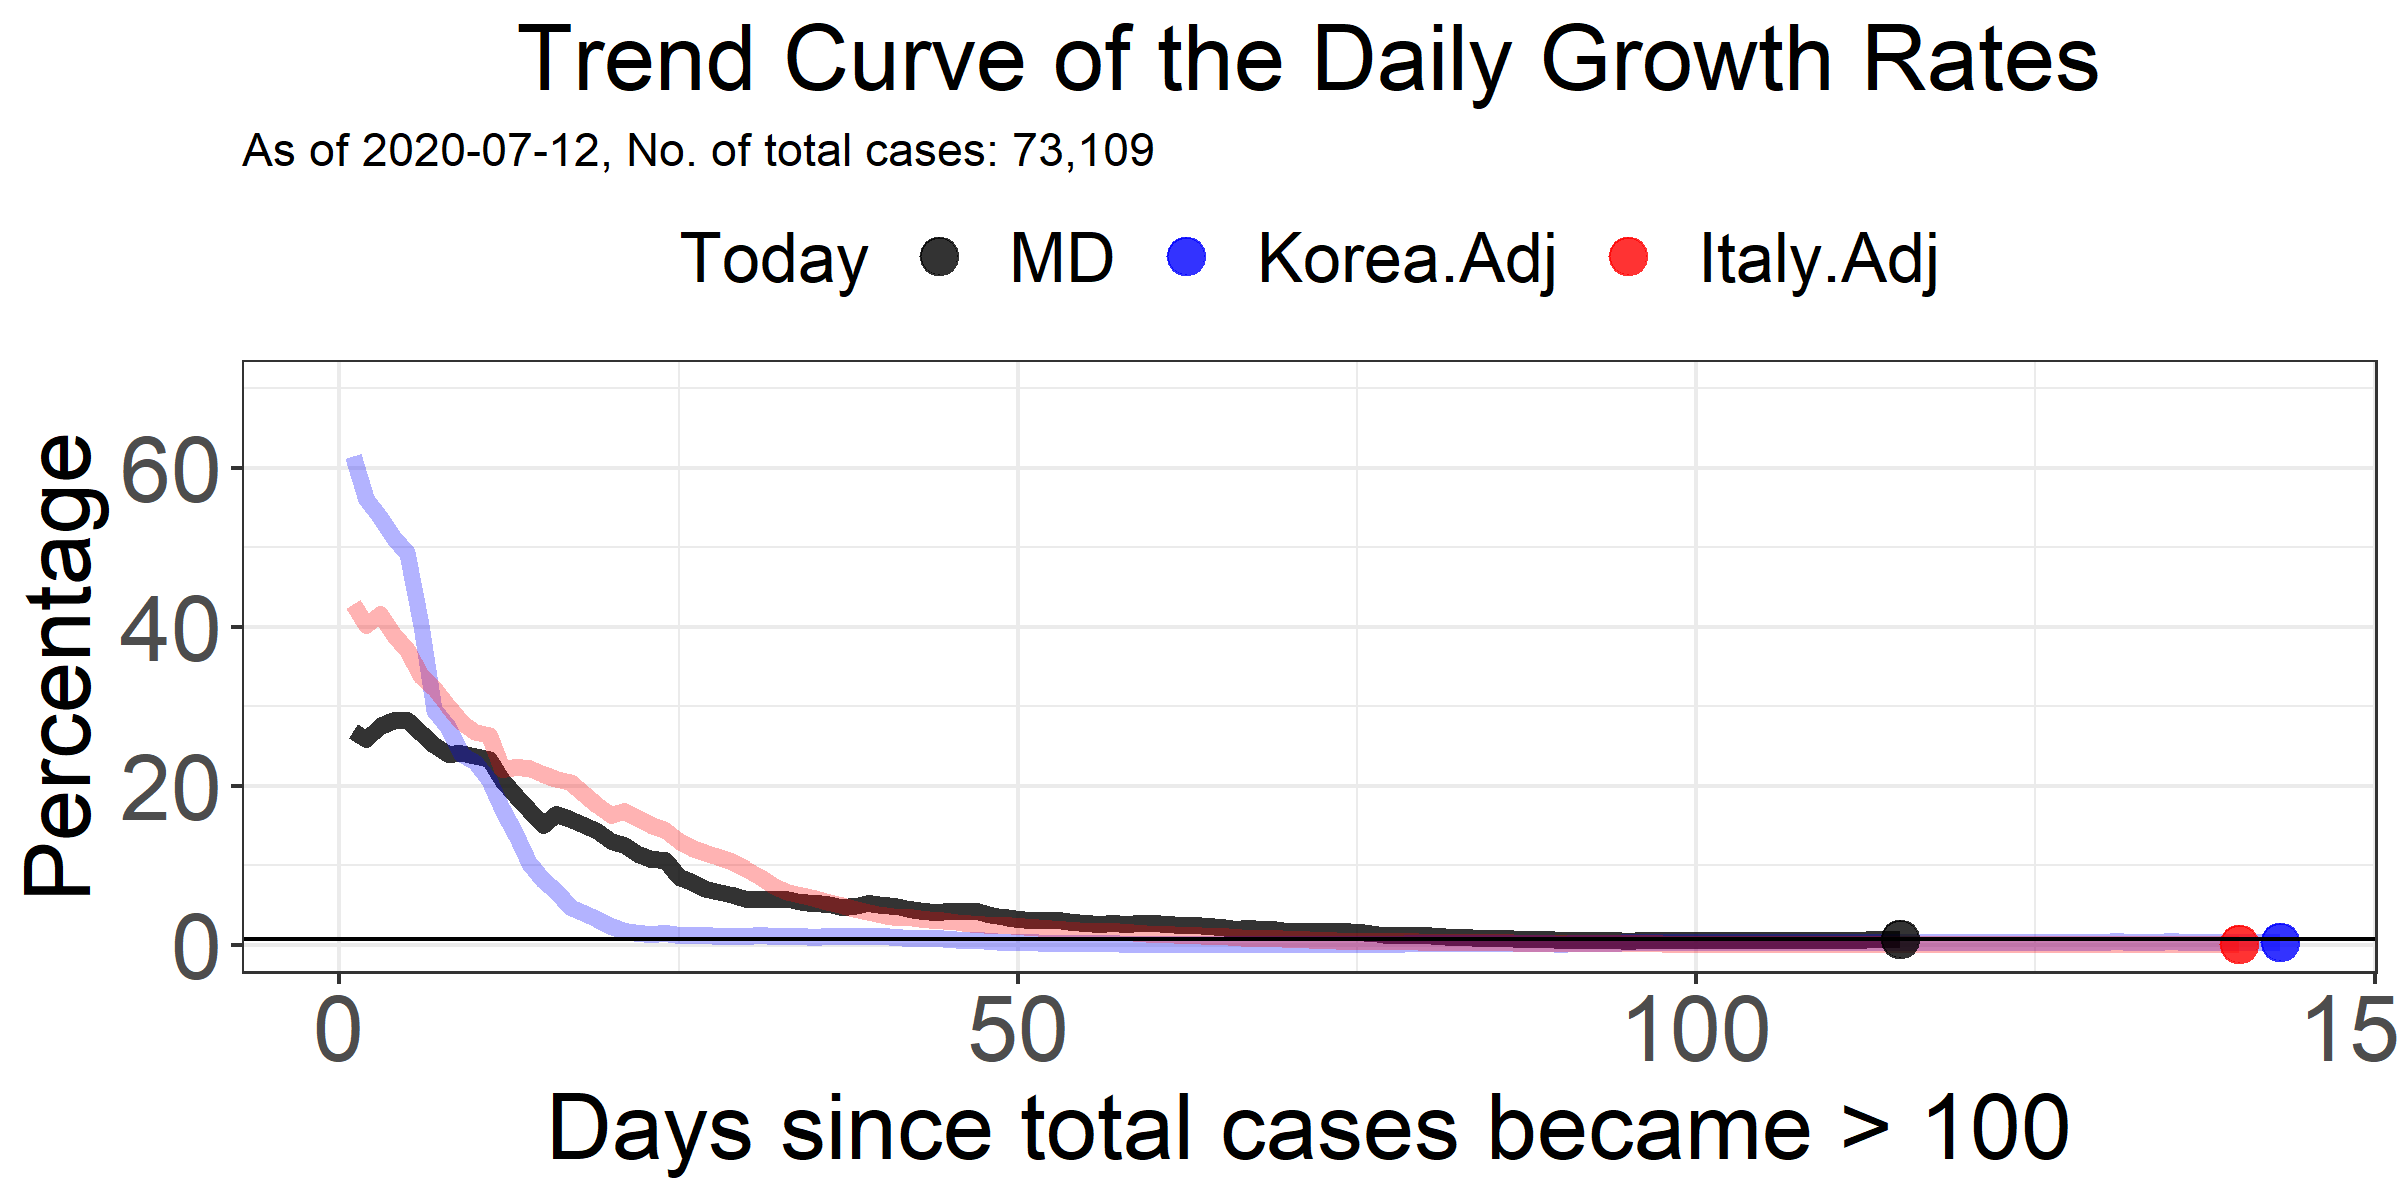 Trend Curve of the Daily Growth Rates
As of 2020-07-12, No. of total cases: 73,109
Today MD Korea.Adj Italy.Adj
Percentage
60
40
20
0
0 50 100 15
Days since total cases became > 100